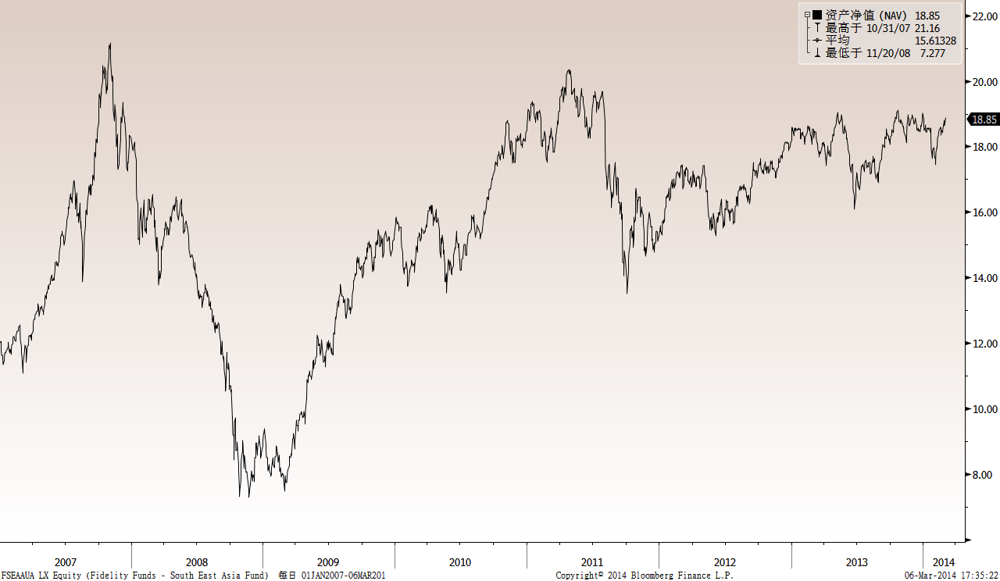 资产净值 (NAV) 18.85
最高于 10/31/07 21.16
平均 15.61328
最低于 11/20/08 7.277
22.00
20.00
18.85
18.00
16.00
14.00
12.00
10.00
8.00
2007 2008 2009 2010 2011 2012 2013 2014
FSEAAUA LX Equity (Fidelity Funds - South East Asia Fund) 每日 01JAN2007-06MAR201 Copyright© 2014 Bloomberg Finance L.P. 06-Mar-2014 17:35:22